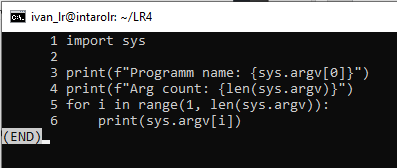 ivan_lr@intarolr: ~/LR4
1 import sys
2
3 print(f"Programm name: {sys.argv[0]}")
4 print(f"Arg count: {len(sys.argv)}")
5 for i in range(1, len(sys.argv)):
6     print(sys.argv[i])
(END)